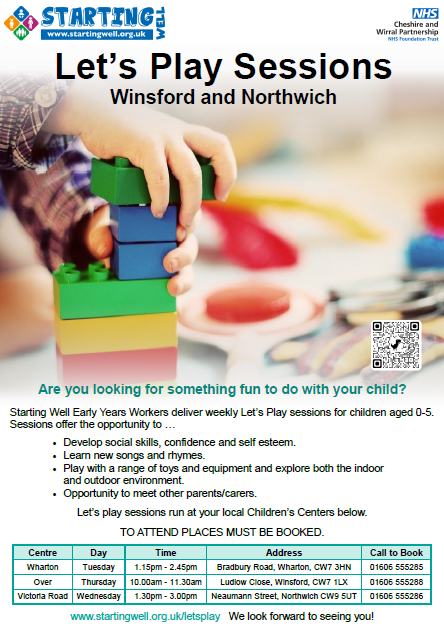 STARTING WELL
www.startingwell.org.uk
NHS
Cheshire and
Wirral Partnership
NHS Foundation Trust
Let's Play Sessions
Winsford and Northwich
Are you looking for something fun to do with your child?
Starting Well Early Years Workers deliver weekly Let's Play sessions for children aged 0-5.
Sessions offer the opportunity to …
• Develop social skills, confidence and self esteem.
• Learn new songs and rhymes.
• Play with a range of toys and equipment and explore both the indoor
and outdoor environment.
• Opportunity to meet other parents/carers.
Let's play sessions run at your local Children's Centers below.
TO ATTEND PLACES MUST BE BOOKED.
Centre Day Time Address Call to Book
Wharton Tuesday 1.15pm - 2.45pm Bradbury Road, Wharton, CW7 3HN 01606 555285
Over Thursday 10.00am - 11.30am Ludlow Close, Winsford, CW7 1LX 01606 555288
Victoria Road Wednesday 1.30pm - 3.00pm Neaumann Street, Northwich CW9 5UT 01606 555286
www.startingwell.org.uk/letsplay We look forward to seeing you!